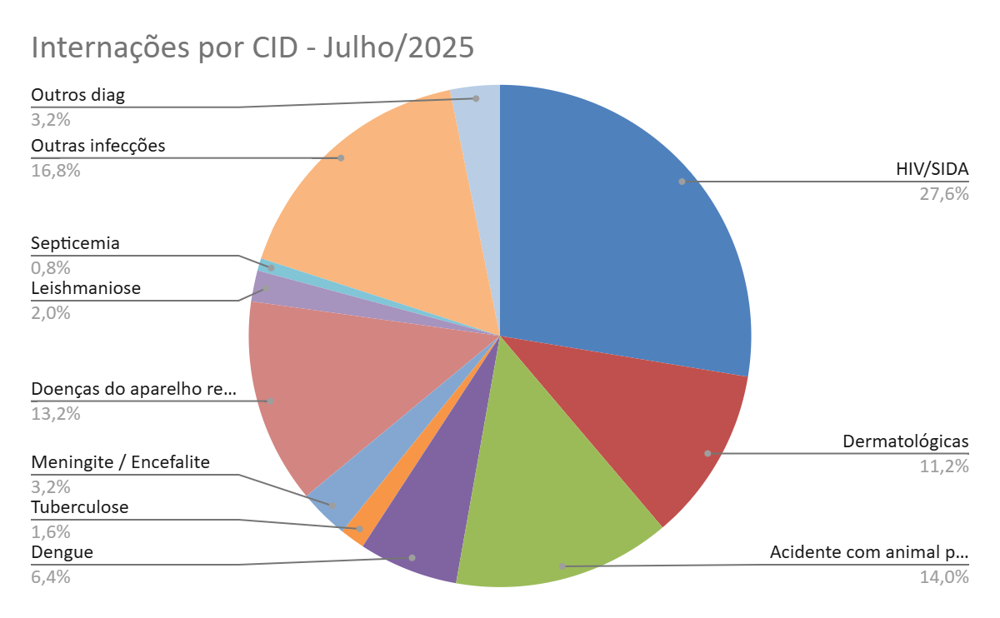 Internações por CID - Julho/2025
Outros diag
3,2%
Outras infecções
16,8%
Septicemia
0,8%
Leishmaniose
2,0%
Doenças do aparelho re...
13,2%
Meningite / Encefalite
3,2%
Tuberculose
1,6%
Dengue
6,4%
HIV/SIDA
27,6%
Dermatológicas
11,2%
Acidente com animal p...
14,0%